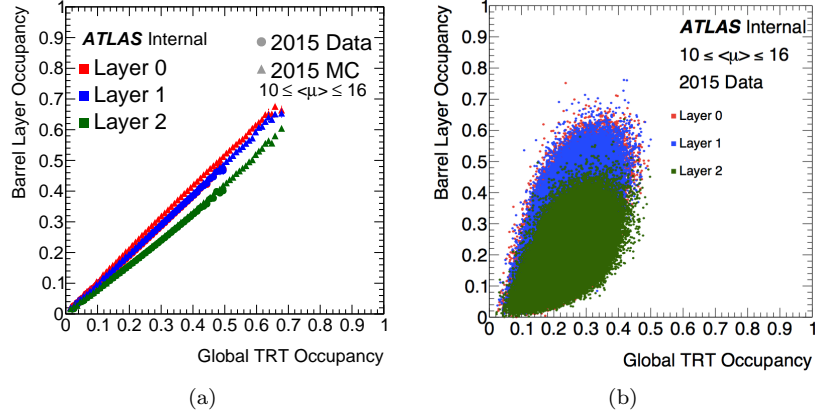 ATLAS Internal
Layer 0
Layer 1
Layer 2
2015 Data
2015 MC
10 ≤ <μ> ≤ 16
Barrel Layer Occupancy
1
0.9
0.8
0.7
0.6
0.5
0.4
0.3
0.2
0.1
0
0 0.1 0.2 0.3 0.4 0.5 0.6 0.7 0.8 0.9 1
Global TRT Occupancy
(a)
ATLAS Internal
10 ≤ <μ> ≤ 16
2015 Data
Layer 0
Layer 1
Layer 2
Barrel Layer Occupancy
1
0.9
0.8
0.7
0.6
0.5
0.4
0.3
0.2
0.1
0
0 0.1 0.2 0.3 0.4 0.5 0.6 0.7 0.8 0.9 1
Global TRT Occupancy
(b)